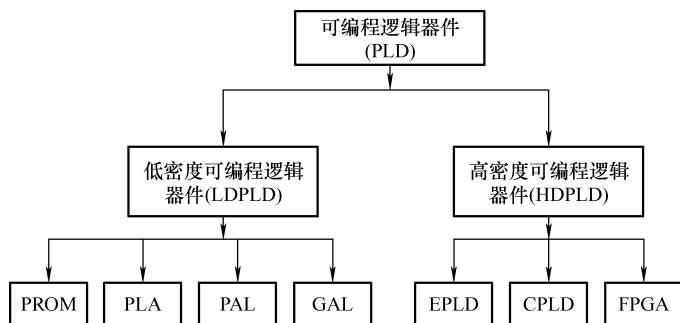 可编程逻辑器件
(PLD)
低密度可编程逻辑
器件(LDPLD)
高密度可编程逻辑
器件(HDPLD)
PROM
PLA
PAL
GAL
EPLD
CPLD
FPGA